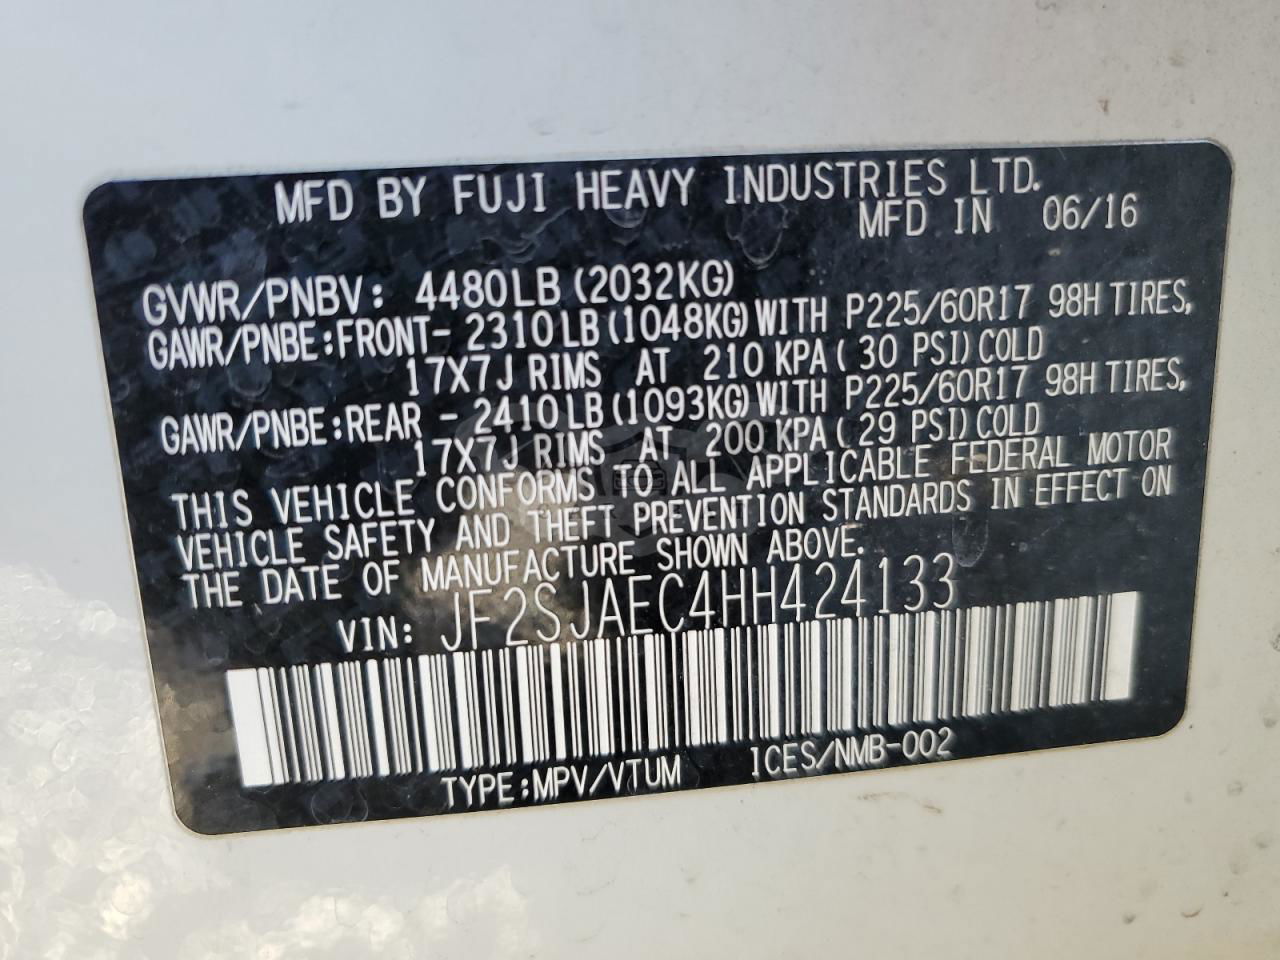 MFD BY FUJI HEAVY INDUSTRIES LTD.
MFD IN 06/16
GVWR/PNBV: 4480LB (2032KG)
GAWR/PNBE:FRONT- 2310LB (1048KG) WITH P225/60R17 98H TIRES,
17X7J RIMS AT 210 KPA( 30 PSI) COLD
GAWR/PNBE:REAR - 2410LB (1093KG) WITH P225/60R17 98H TIRES,
17X7J RIMS AT 200 KPA( 29 PSI) COLD
THIS VEHICLE CONFORMS TO ALL APPLICABLE FEDERAL MOTOR
VEHICLE SAFETY AND THEFT PREVENTION STANDARDS IN EFFECT ON
THE DATE OF MANUFACTURE SHOWN ABOVE.
VIN: JF2SJAEC4HH424133
TYPE:MPV/VTUM ICES/NMB-002